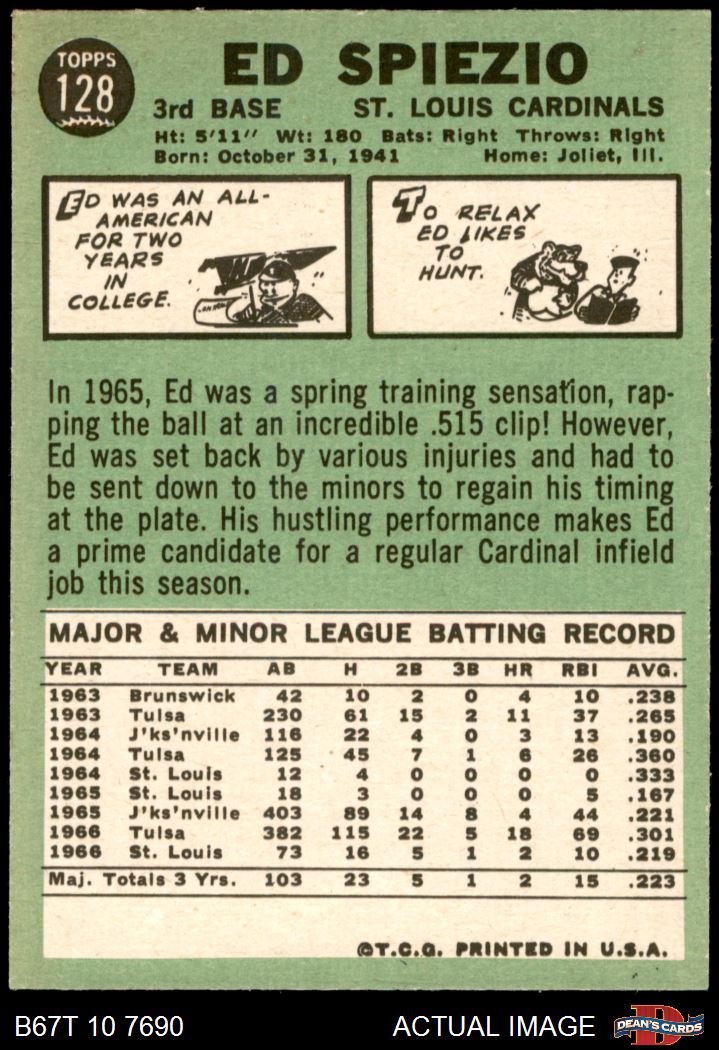 TOPPS
128
ED SPIEZIO
3rd BASE ST. LOUIS CARDINALS
Ht: 5'11" Wt: 180 Bats: Right Throws: Right
Born: October 31, 1941 Home: Joliet, Ill.
ED WAS AN ALL-
AMERICAN
FOR TWO
YEARS
IN
COLLEGE.
TO RELAX
ED LIKES
TO
HUNT.
In 1965, Ed was a spring training sensation, rap-
ping the ball at an incredible .515 clip! However,
Ed was set back by various injuries and had to
be sent down to the minors to regain his timing
at the plate. His hustling performance makes Ed
a prime candidate for a regular Cardinal infield
job this season.
MAJOR & MINOR LEAGUE BATTING RECORD
YEAR TEAM AB H 2B 3B HR RBI AVG.
1963 Brunswick 42 10 2 0 4 10 .238
1963 Tulsa 230 61 15 2 11 37 .265
1964 J'ks'nville 116 22 4 0 3 13 .190
1964 Tulsa 125 45 7 1 6 26 .360
1964 St. Louis 12 4 0 0 0 0 .333
1965 St. Louis 18 3 0 0 0 5 .167
1965 J'ks'nville 403 89 14 8 4 44 .221
1966 Tulsa 382 115 22 5 18 69 .301
1966 St. Louis 73 16 5 1 2 10 .219
Maj. Totals 3 Yrs. 103 23 5 1 2 15 .223
©T.C.G. PRINTED IN U.S.A.
B67T 10 7690 ACTUAL IMAGE
DEAN'S CARDS